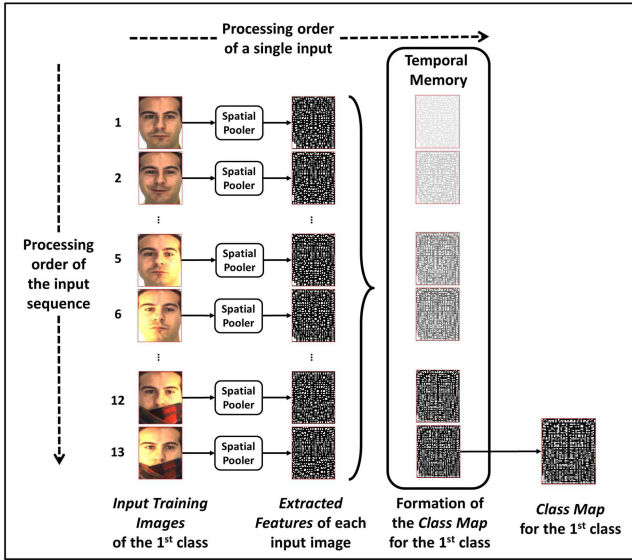 Processing order
of a single input
Temporal
Memory
Processing
order of
the input
sequence
1
Spatial
Pooler
2
Spatial
Pooler
...
...
5
Spatial
Pooler
6
Spatial
Pooler
...
...
12
Spatial
Pooler
13
Spatial
Pooler
Input Training
Images
of the 1st class
Extracted
Features of each
input image
Formation of
the Class Map
for the 1st class
Class Map
for the 1st class